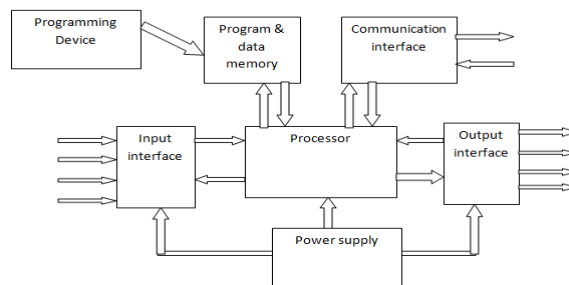 Programming
Device
Program &
data
memory
Communication
interface
Input
interface
Processor
Output
interface
Power supply